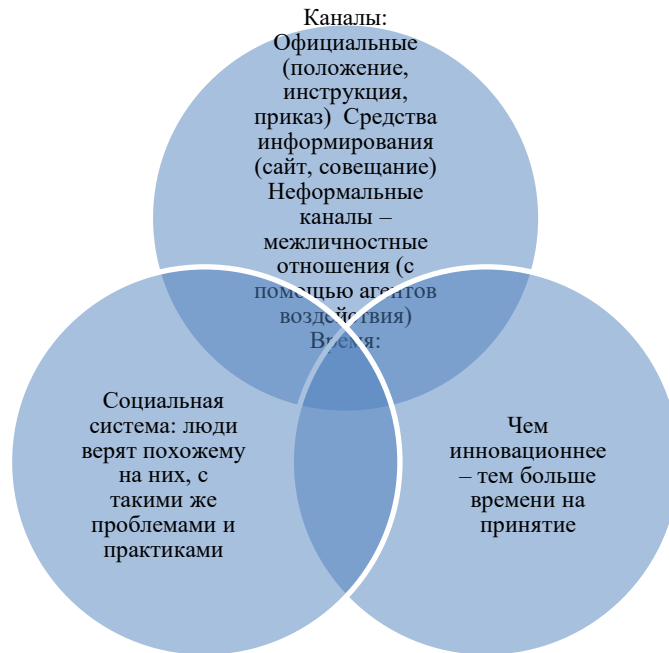 Каналы:
Официальные
(положение,
инструкция,
приказ) Средства
информирования
(сайт, совещание)
Неформальные
каналы –
межличностные
отношения (с
помощью агентов
воздействия)
Время:
Социальная
система: люди
верят похожему
на них, с
такими же
проблемами и
практиками
Чем
инновационнее
– тем больше
времени на
принятие